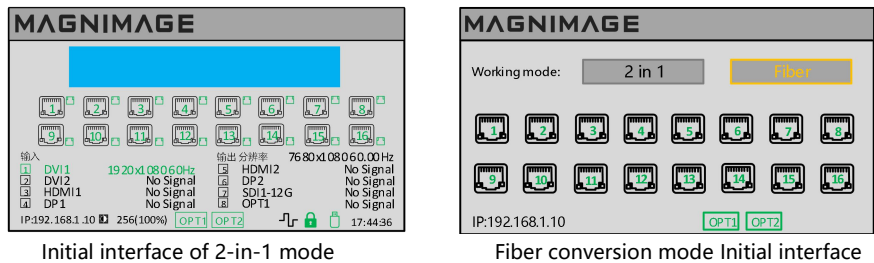 MAGNIMAGE
1 2 3 4 5 6 7 8
9 10 11 12 13 14 15 16
输入 输出分辨率 7680x1080 60.00Hz
1 DVI1 1920x1080 60Hz 5 HDMI2 No Signal
2 DVI2 No Signal 6 DP2 No Signal
3 HDMI1 No Signal 7 SDI1-12G No Signal
4 DP1 No Signal 8 OPT1 No Signal
IP:192.168.1.10 256(100%) OPT1 OPT2 17:44:36
Initial interface of 2-in-1 mode
MAGNIMAGE
Working mode: 2 in 1 Fiber
1 2 3 4 5 6 7 8
9 10 11 12 13 14 15 16
IP:192.168.1.10 OPT1 OPT2
Fiber conversion mode Initial interface